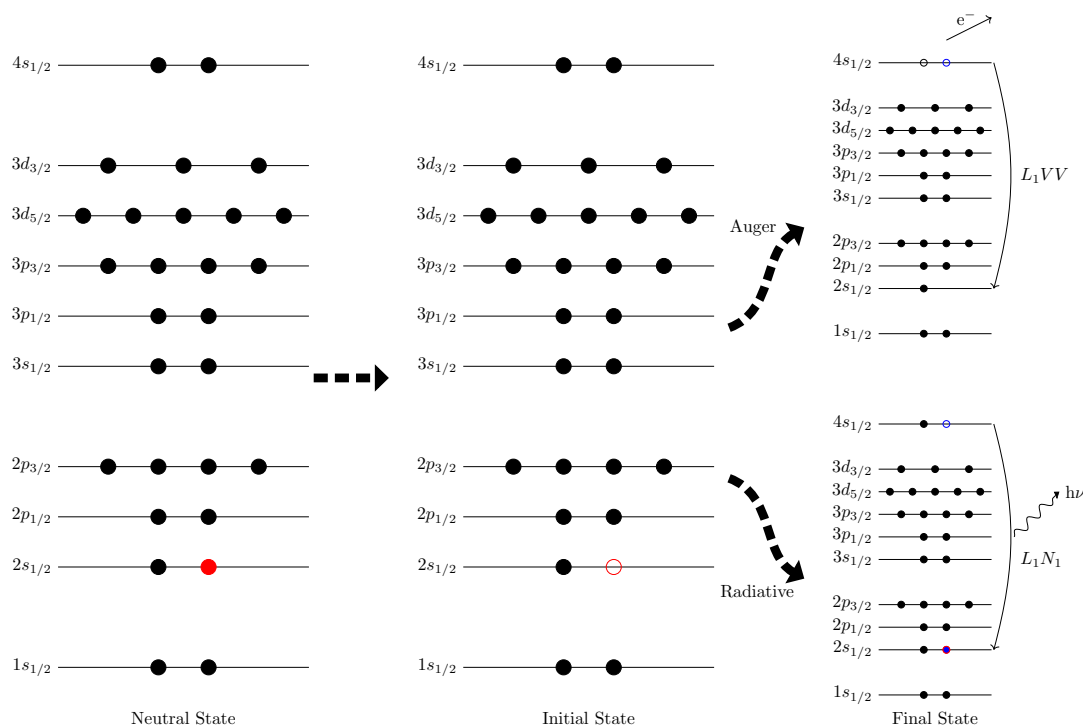 4s₁/₂
3d₃/₂
3d₅/₂
3p₃/₂
3p₁/₂
3s₁/₂
2p₃/₂
2p₁/₂
2s₁/₂
1s₁/₂
Neutral State
4s₁/₂
3d₃/₂
3d₅/₂
3p₃/₂
3p₁/₂
3s₁/₂
2p₃/₂
2p₁/₂
2s₁/₂
1s₁/₂
Initial State
Auger
Radiative
e⁻
4s₁/₂
3d₃/₂
3d₅/₂
3p₃/₂
3p₁/₂
3s₁/₂
2p₃/₂
2p₁/₂
2s₁/₂
1s₁/₂
L₁VV
4s₁/₂
3d₃/₂
3d₅/₂
3p₃/₂
3p₁/₂
3s₁/₂
2p₃/₂
2p₁/₂
2s₁/₂
1s₁/₂
hν
L₁N₁
Final State